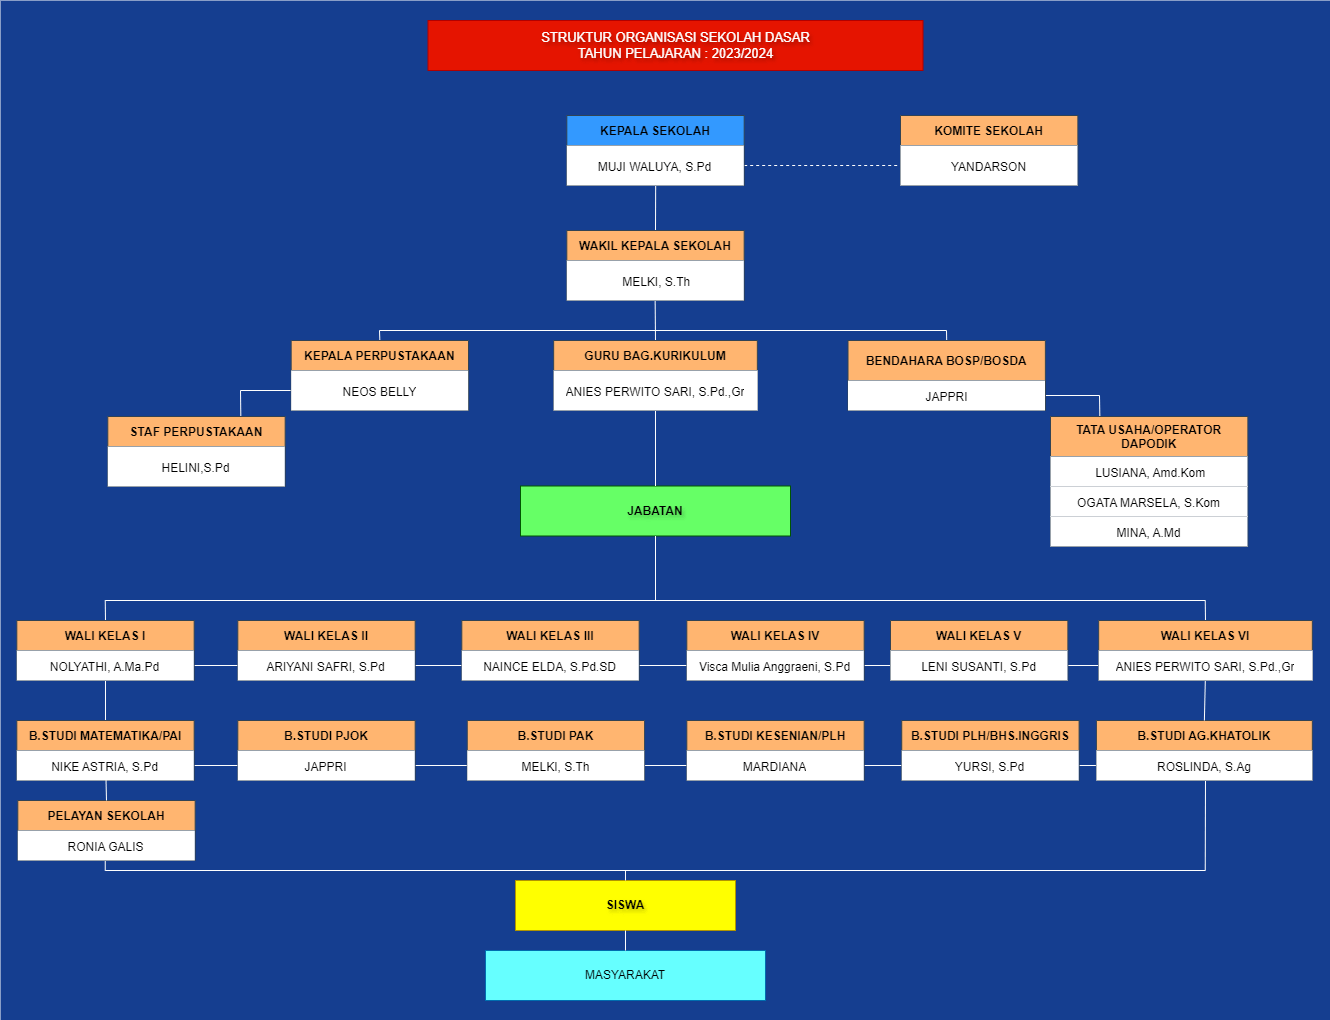 STRUKTUR ORGANISASI SEKOLAH DASAR
TAHUN PELAJARAN : 2023/2024
KEPALA SEKOLAH
MUJI WALUYA, S.Pd
KOMITE SEKOLAH
YANDARSON
WAKIL KEPALA SEKOLAH
MELKI, S.Th
KEPALA PERPUSTAKAAN
NEOS BELLY
GURU BAG.KURIKULUM
ANIES PERWITO SARI, S.Pd.,Gr
BENDAHARA BOSP/BOSDA
JAPPRI
STAF PERPUSTAKAAN
HELINI,S.Pd
TATA USAHA/OPERATOR
DAPODIK
LUSIANA, Amd.Kom
OGATA MARSELA, S.Kom
MINA, A.Md
JABATAN
WALI KELAS I
NOLYATHI, A.Ma.Pd
WALI KELAS II
ARIYANI SAFRI, S.Pd
WALI KELAS III
NAINCE ELDA, S.Pd.SD
WALI KELAS IV
Visca Mulia Anggraeni, S.Pd
WALI KELAS V
LENI SUSANTI, S.Pd
WALI KELAS VI
ANIES PERWITO SARI, S.Pd.,Gr
B.STUDI MATEMATIKA/PAI
NIKE ASTRIA, S.Pd
B.STUDI PJOK
JAPPRI
B.STUDI PAK
MELKI, S.Th
B.STUDI KESENIAN/PLH
MARDIANA
B.STUDI PLH/BHS.INGGRIS
YURSI, S.Pd
B.STUDI AG.KHATOLIK
ROSLINDA, S.Ag
PELAYAN SEKOLAH
RONIA GALIS
SISWA
MASYARAKAT